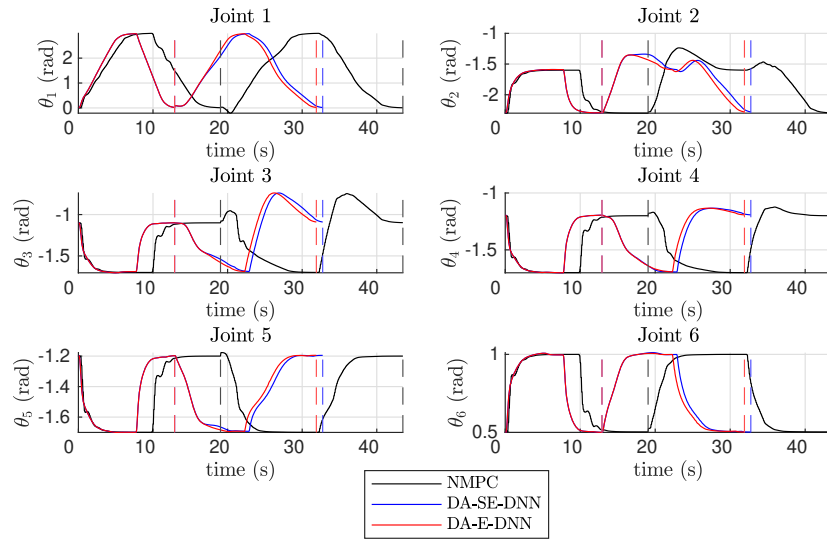 Joint 1
2
1
0
θ1 (rad)
0 10 20 30 40
time (s)
Joint 2
-1
-1.5
-2
θ2 (rad)
0 10 20 30 40
time (s)
Joint 3
-1
-1.5
θ3 (rad)
0 10 20 30 40
time (s)
Joint 4
-1
-1.5
θ4 (rad)
0 10 20 30 40
time (s)
Joint 5
-1.2
-1.4
-1.6
θ5 (rad)
0 10 20 30 40
time (s)
Joint 6
1
0.5
θ6 (rad)
0 10 20 30 40
time (s)
NMPC
DA-SE-DNN
DA-E-DNN